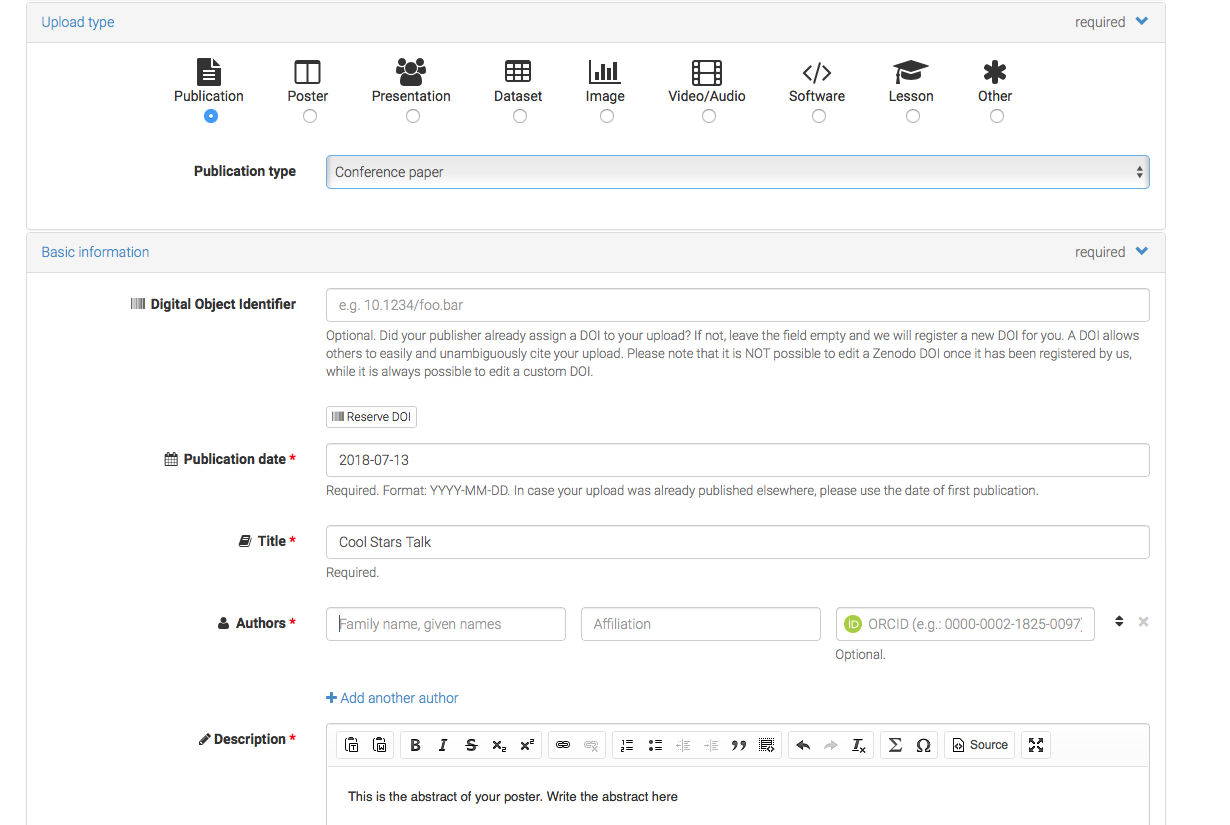 Upload type required
Publication Poster Presentation Dataset Image Video/Audio Software Lesson Other
Publication type Conference paper
Basic information required
Digital Object Identifier e.g. 10.1234/foo.bar
Optional. Did your publisher already assign a DOI to your upload? If not, leave the field empty and we will register a new DOI for you. A DOI allows
others to easily and unambiguously cite your upload. Please note that it is NOT possible to edit a Zenodo DOI once it has been registered by us,
while it is always possible to edit a custom DOI.
Reserve DOI
Publication date * 2018-07-13
Required. Format: YYYY-MM-DD. In case your upload was already published elsewhere, please use the date of first publication.
Title * Cool Stars Talk
Required.
Authors * Family name, given names Affiliation iD ORCID (e.g.: 0000-0002-1825-0097)
Optional.
+ Add another author
Description * B I S x₂ x² Ix Σ Ω Source
This is the abstract of your poster. Write the abstract here